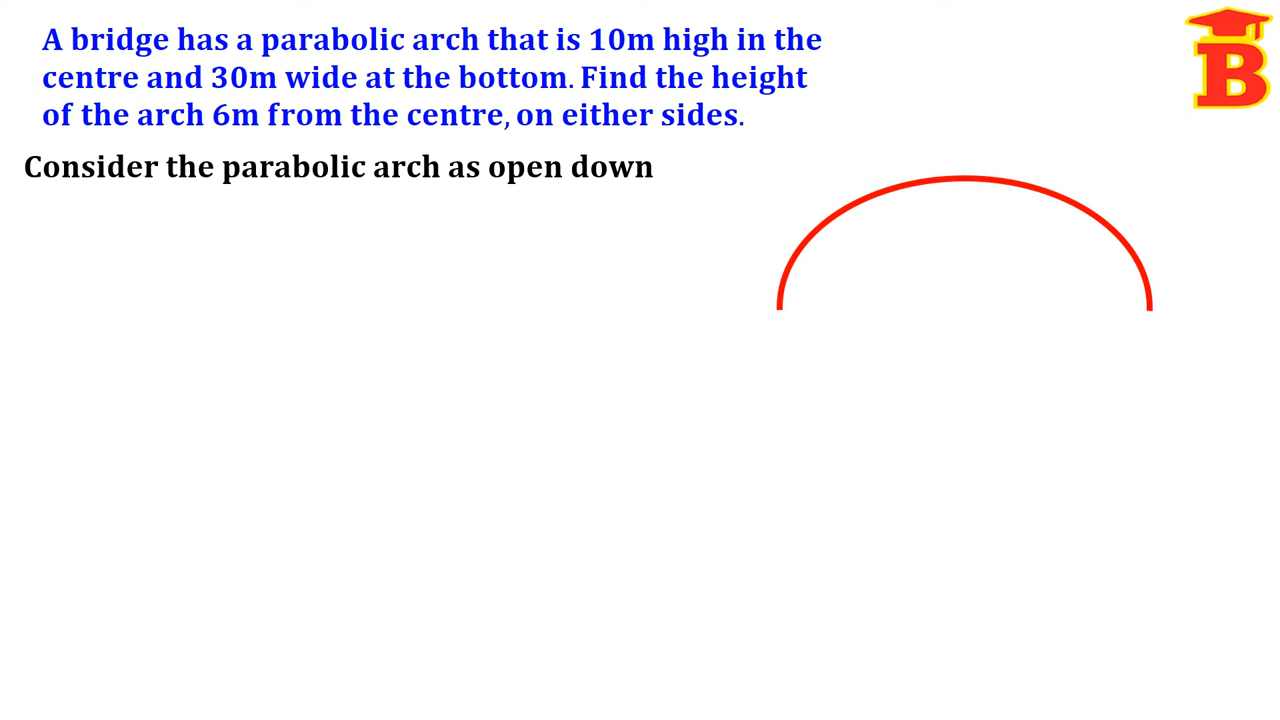 A bridge has a parabolic arch that is 10m high in the
centre and 30m wide at the bottom. Find the height
of the arch 6m from the centre, on either sides.
Consider the parabolic arch as open down
B